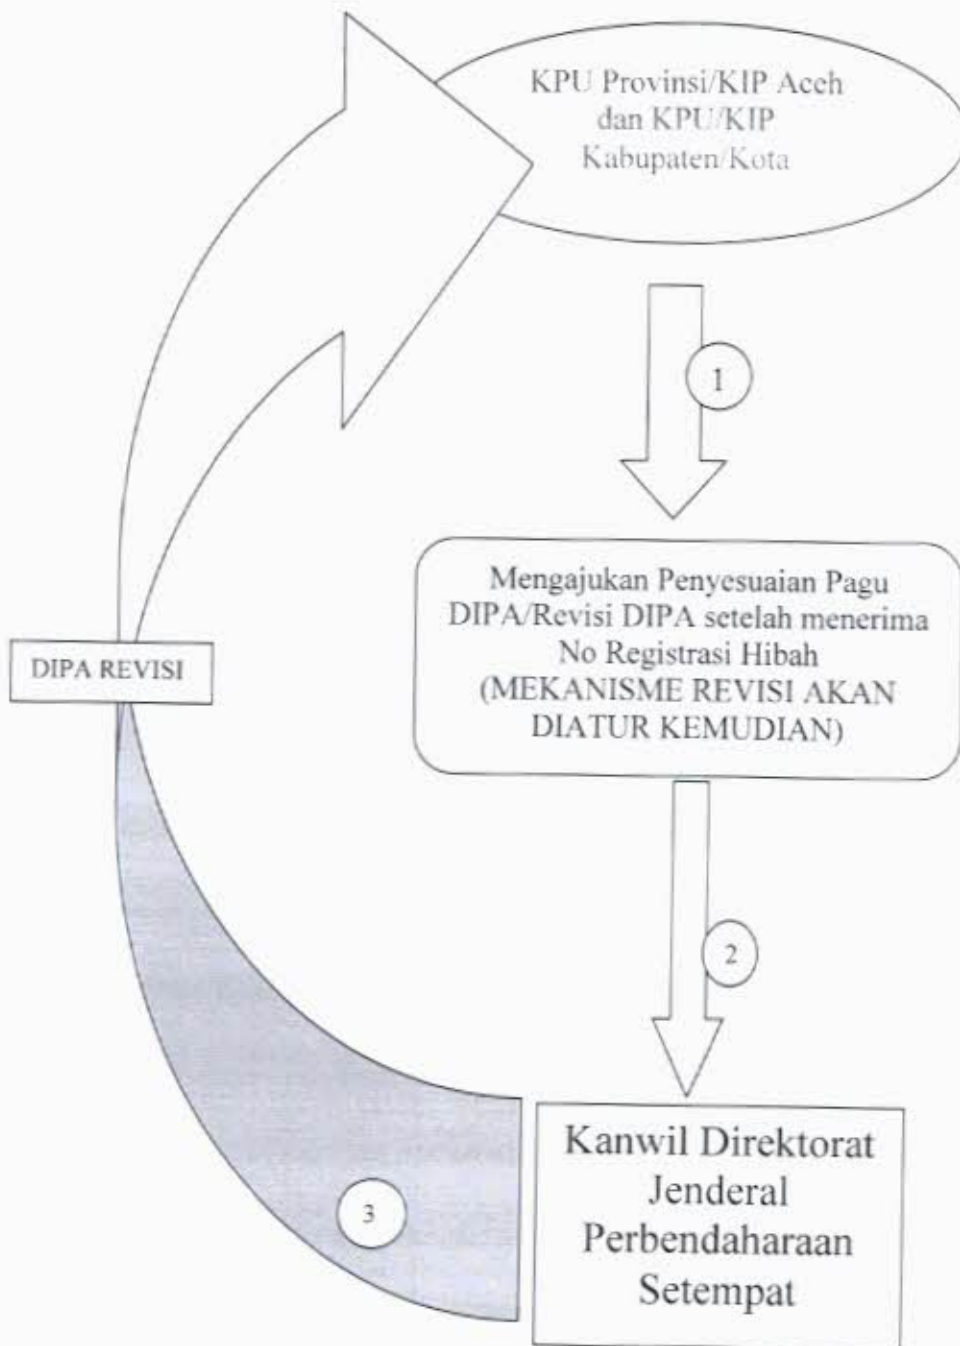 KPU Provinsi/KIP Aceh
dan KPU/KIP
Kabupaten/Kota
1
Mengajukan Penyesuaian Pagu
DIPA/Revisi DIPA setelah menerima
No Registrasi Hibah
(MEKANISME REVISI AKAN
DIATUR KEMUDIAN)
DIPA REVISI
2
Kanwil Direktorat
Jenderal
Perbendaharaan
Setempat
3